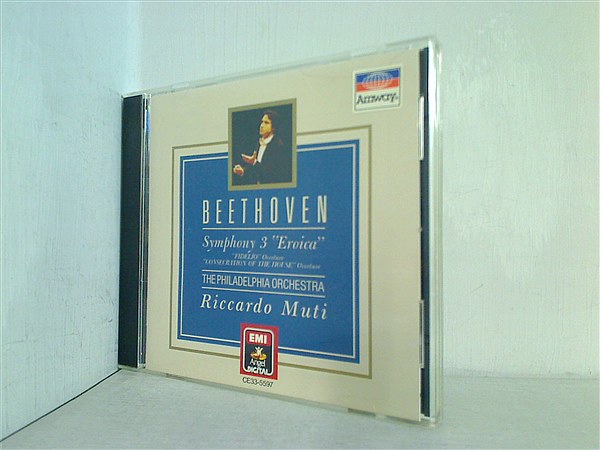 Amway
BEETHOVEN
Symphony 3 "Eroica"
"FIDELIO" Overture
"CONSECRATION OF THE HOUSE" Overture
THE PHILADELPHIA ORCHESTRA
Riccardo Muti
EMI
Angel
DIGITAL
CE33-5597